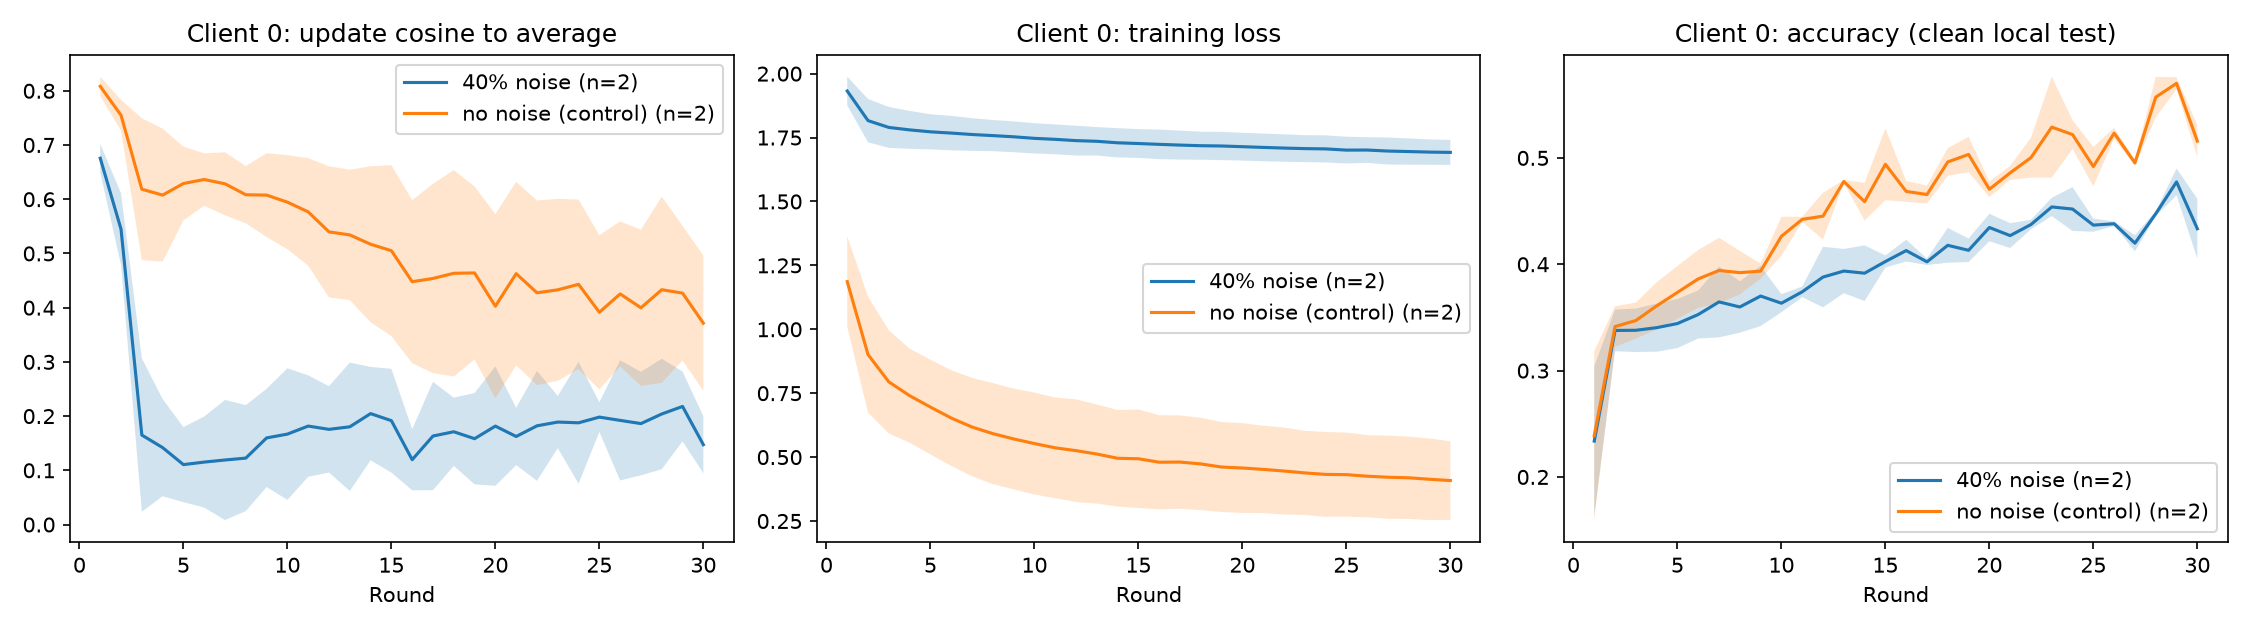 Client 0: update cosine to average
0.8
0.7
0.6
0.5
0.4
0.3
0.2
0.1
0.0
40% noise (n=2)
no noise (control) (n=2)
0 5 10 15 20 25 30
Round
Client 0: training loss
2.00
1.75
1.50
1.25
1.00
0.75
0.50
0.25
40% noise (n=2)
no noise (control) (n=2)
0 5 10 15 20 25 30
Round
Client 0: accuracy (clean local test)
0.5
0.4
0.3
0.2
40% noise (n=2)
no noise (control) (n=2)
0 5 10 15 20 25 30
Round